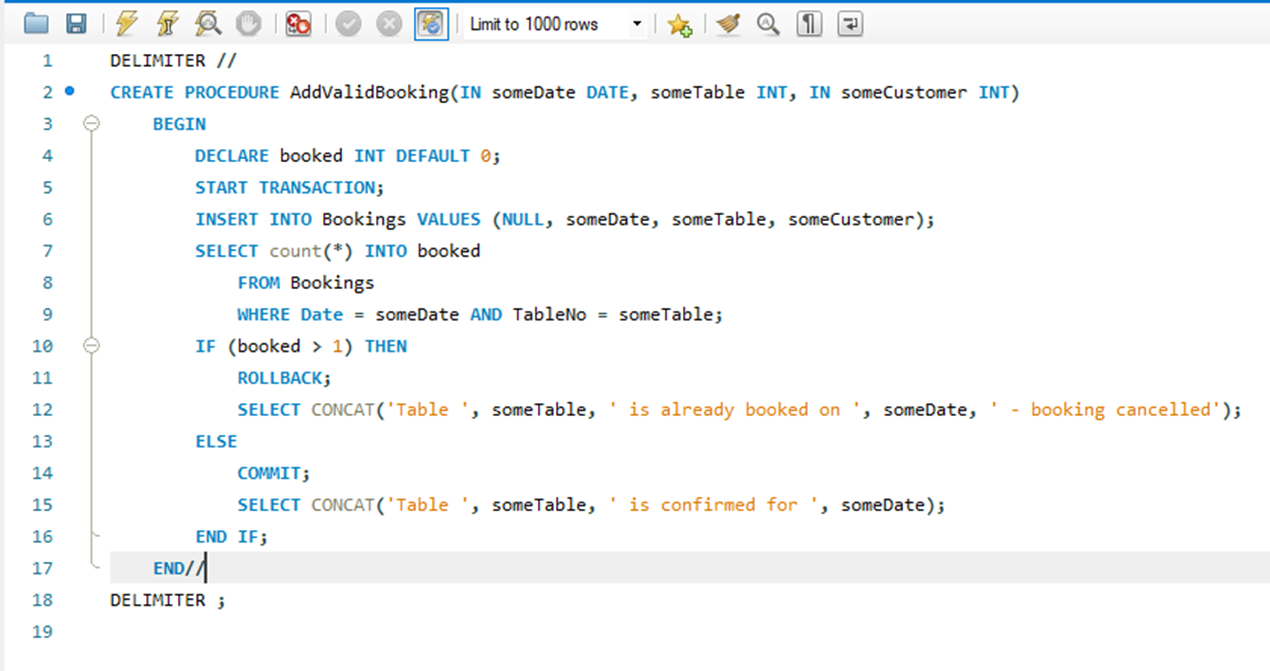 Limit to 1000 rows
1 DELIMITER //
2 CREATE PROCEDURE AddValidBooking(IN someDate DATE, someTable INT, IN someCustomer INT)
3 BEGIN
4 DECLARE booked INT DEFAULT 0;
5 START TRANSACTION;
6 INSERT INTO Bookings VALUES (NULL, someDate, someTable, someCustomer);
7 SELECT count(*) INTO booked
8 FROM Bookings
9 WHERE Date = someDate AND TableNo = someTable;
10 IF (booked > 1) THEN
11 ROLLBACK;
12 SELECT CONCAT('Table ', someTable, ' is already booked on ', someDate, ' - booking cancelled');
13 ELSE
14 COMMIT;
15 SELECT CONCAT('Table ', someTable, ' is confirmed for ', someDate);
16 END IF;
17 END//
18 DELIMITER ;
19